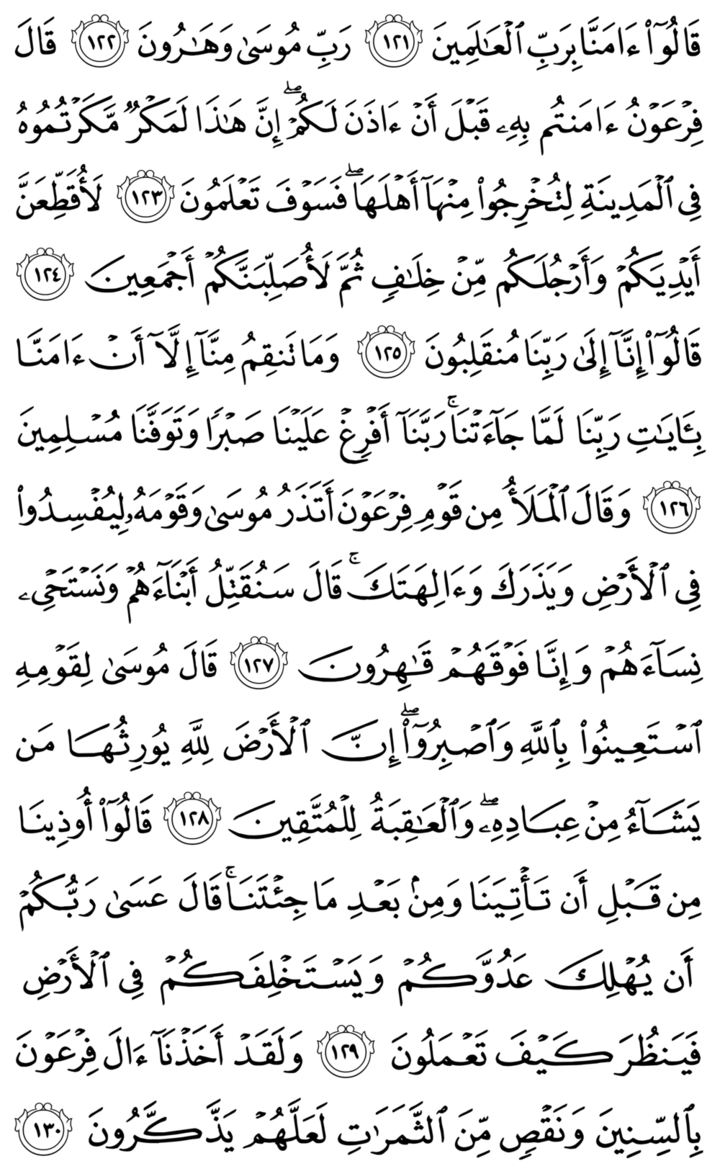 قَالُوٓا۟ ءَامَنَّا بِرَبِّ ٱلْعَـٰلَمِينَ ١٢١ رَبِّ مُوسَىٰ وَهَـٰرُونَ ١٢٢ قَالَ
فِرْعَوْنُ ءَامَنتُم بِهِۦ قَبْلَ أَنْ ءَاذَنَ لَكُمْ ۖ إِنَّ هَـٰذَا لَمَكْرٌ مَّكَرْتُمُوهُ
فِى ٱلْمَدِينَةِ لِتُخْرِجُوا۟ مِنْهَآ أَهْلَهَا ۖ فَسَوْفَ تَعْلَمُونَ ١٢٣ لَأُقَطِّعَنَّ
أَيْدِيَكُمْ وَأَرْجُلَكُم مِّنْ خِلَـٰفٍ ثُمَّ لَأُصَلِّبَنَّكُمْ أَجْمَعِينَ ١٢٤
قَالُوٓا۟ إِنَّآ إِلَىٰ رَبِّنَا مُنقَلِبُونَ ١٢٥ وَمَا تَنقِمُ مِنَّآ إِلَّآ أَنْ ءَامَنَّا
بِـَٔايَـٰتِ رَبِّنَا لَمَّا جَآءَتْنَا ۚ رَبَّنَآ أَفْرِغْ عَلَيْنَا صَبْرًا وَتَوَفَّنَا مُسْلِمِينَ
١٢٦ وَقَالَ ٱلْمَلَأُ مِن قَوْمِ فِرْعَوْنَ أَتَذَرُ مُوسَىٰ وَقَوْمَهُۥ لِيُفْسِدُوا۟
فِى ٱلْأَرْضِ وَيَذَرَكَ وَءَالِهَتَكَ ۚ قَالَ سَنُقَتِّلُ أَبْنَآءَهُمْ وَنَسْتَحْىِۦ
نِسَآءَهُمْ وَإِنَّا فَوْقَهُمْ قَـٰهِرُونَ ١٢٧ قَالَ مُوسَىٰ لِقَوْمِهِ
ٱسْتَعِينُوا۟ بِٱللَّهِ وَٱصْبِرُوٓا۟ ۖ إِنَّ ٱلْأَرْضَ لِلَّهِ يُورِثُهَا مَن
يَشَآءُ مِنْ عِبَادِهِۦ ۖ وَٱلْعَـٰقِبَةُ لِلْمُتَّقِينَ ١٢٨ قَالُوٓا۟ أُوذِينَا
مِن قَبْلِ أَن تَأْتِيَنَا وَمِنۢ بَعْدِ مَا جِئْتَنَا ۚ قَالَ عَسَىٰ رَبُّكُمْ
أَن يُهْلِكَ عَدُوَّكُمْ وَيَسْتَخْلِفَكُمْ فِى ٱلْأَرْضِ
فَيَنظُرَ كَيْفَ تَعْمَلُونَ ١٢٩ وَلَقَدْ أَخَذْنَآ ءَالَ فِرْعَوْنَ
بِٱلسِّنِينَ وَنَقْصٍ مِّنَ ٱلثَّمَرَٰتِ لَعَلَّهُمْ يَذَّكَّرُونَ ١٣٠